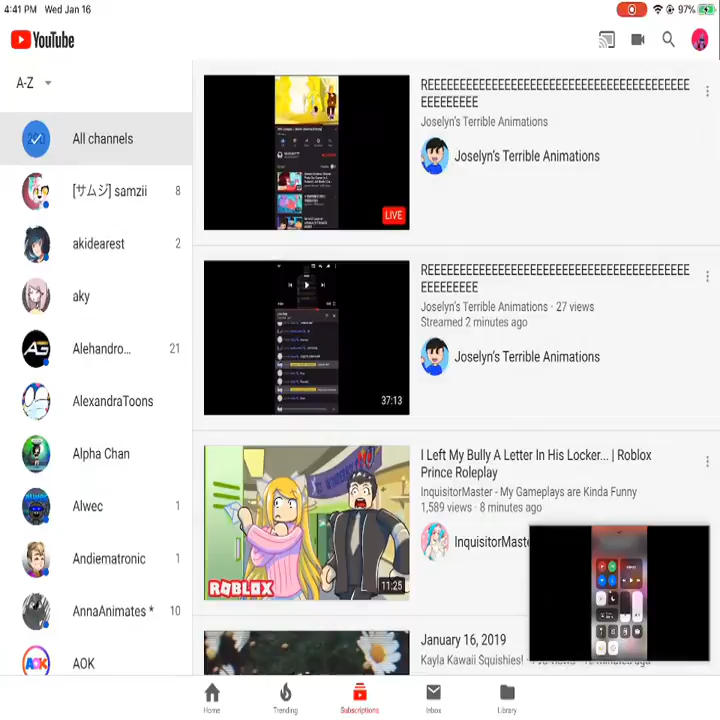 4:41 PM Wed Jan 16
97%
YouTube
A-Z
All channels
[サムジ] samzii 8
akidearest 2
aky
Alehandro... 21
AlexandraToons
Alpha Chan
Alwec 1
Andiematronic 1
AnnaAnimates * 10
AOK
REEEEEEEEEEEEEEEEEEEEEEEEEEEEEEEEEEEEEEEEE
EEEEEEEEE
Joselyn's Terrible Animations
Joselyn's Terrible Animations
LIVE
REEEEEEEEEEEEEEEEEEEEEEEEEEEEEEEEEEEEEEEEE
EEEEEEEEE
Joselyn's Terrible Animations · 27 views
Streamed 2 minutes ago
Joselyn's Terrible Animations
37:13
I Left My Bully A Letter In His Locker... | Roblox
Prince Roleplay
InquisitorMaster - My Gameplays are Kinda Funny
1,589 views · 8 minutes ago
InquisitorMaste
ROBLOX
11:25
January 16, 2019
Kayla Kawaii Squishies!
Home
Trending
Subscriptions
Inbox
Library